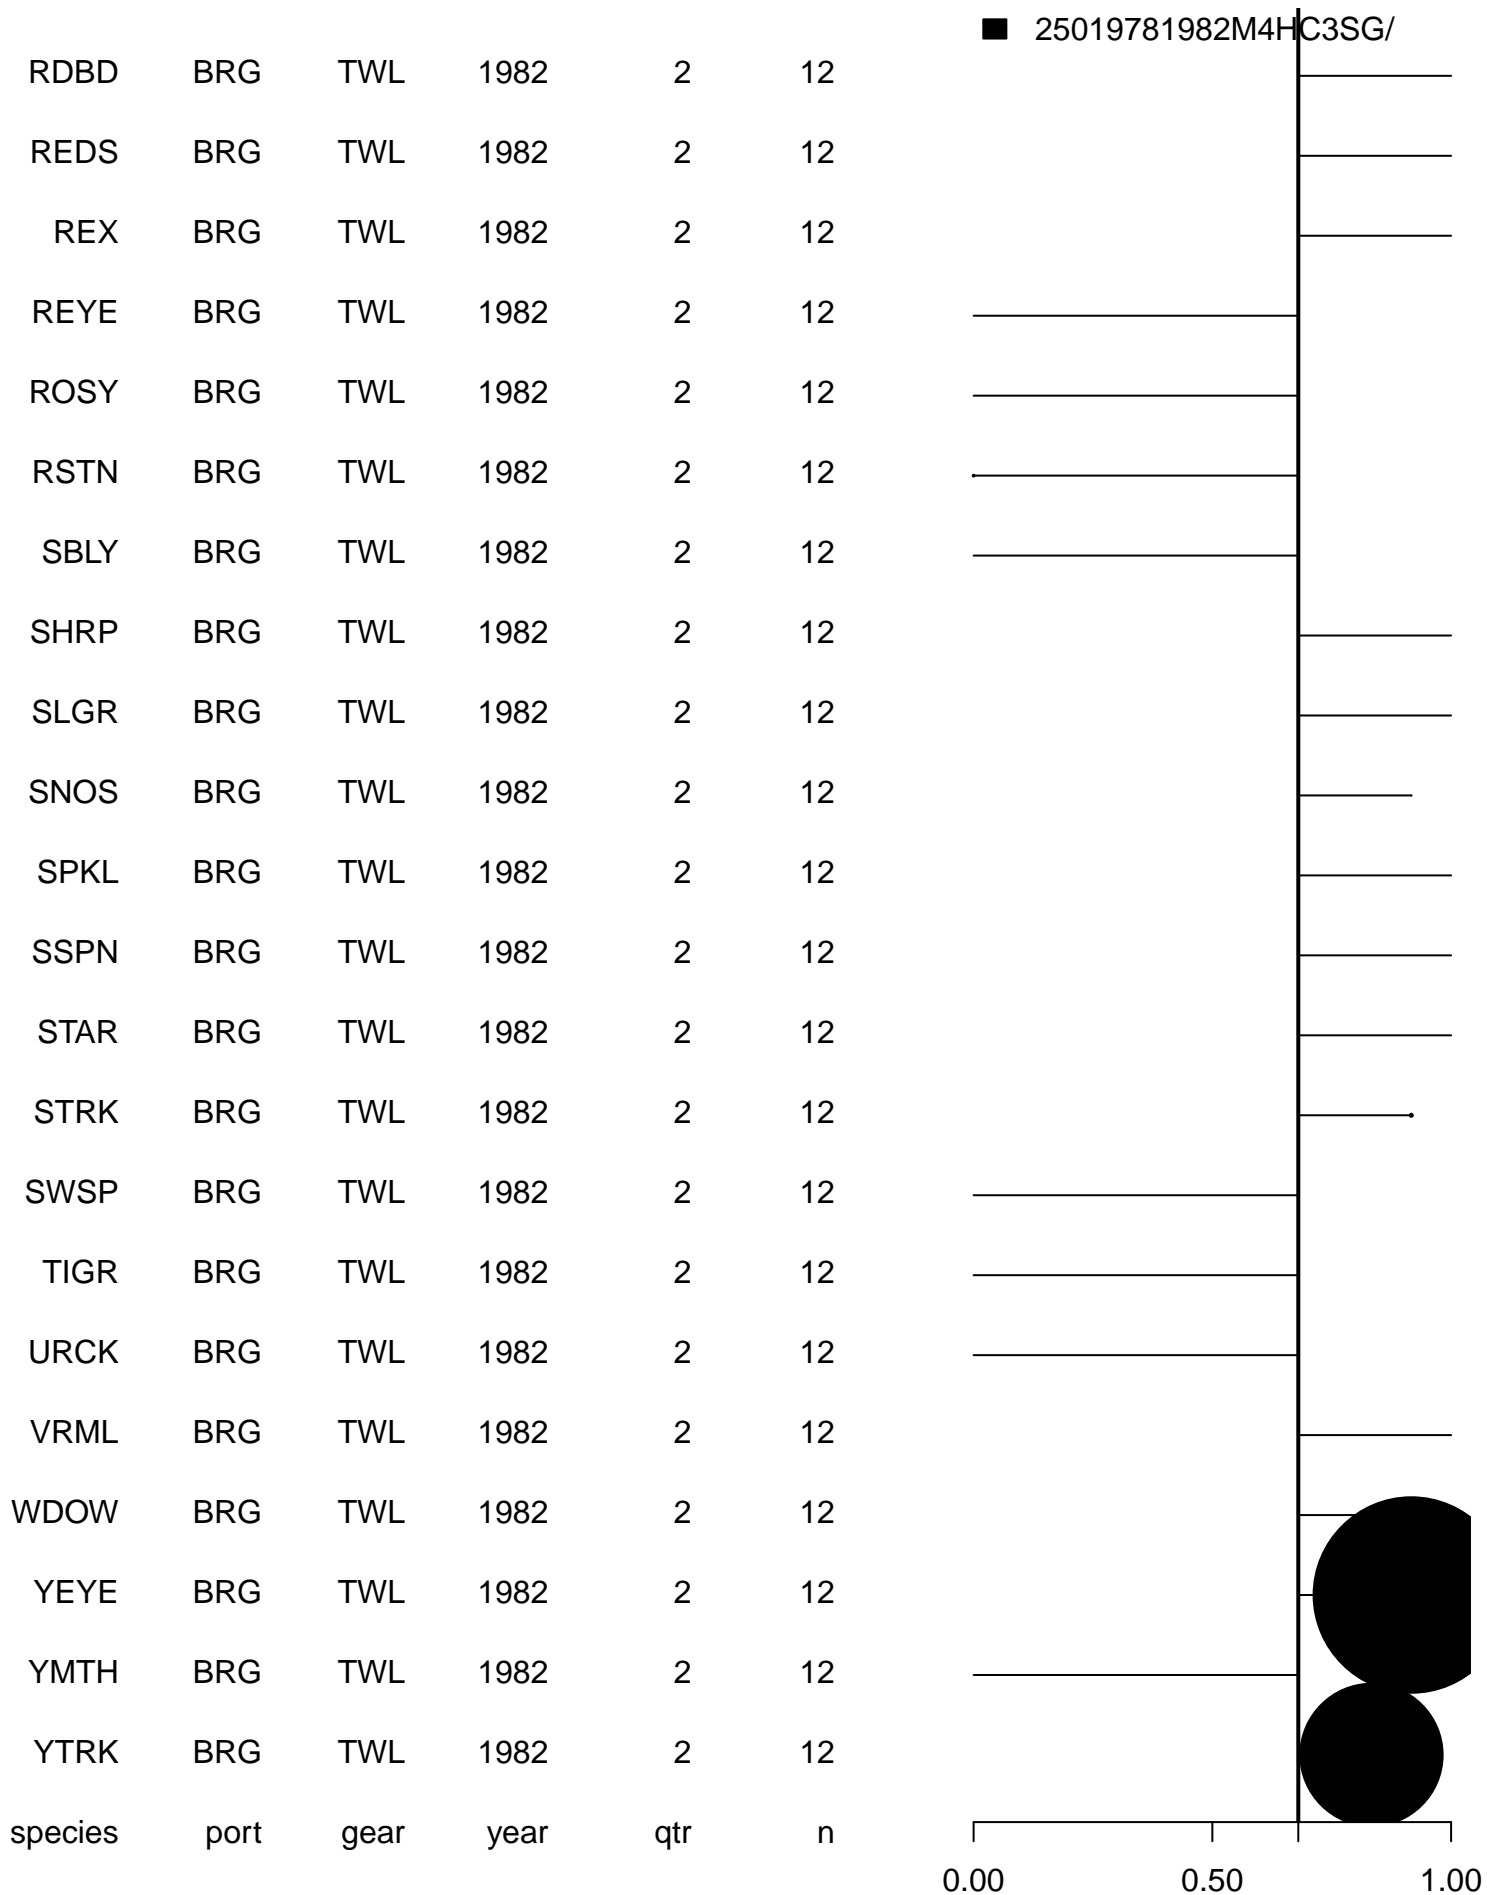 25019781982M4HC3SG/
RDBD BRG TWL 1982 2 12
REDS BRG TWL 1982 2 12
REX BRG TWL 1982 2 12
REYE BRG TWL 1982 2 12
ROSY BRG TWL 1982 2 12
RSTN BRG TWL 1982 2 12
SBLY BRG TWL 1982 2 12
SHRP BRG TWL 1982 2 12
SLGR BRG TWL 1982 2 12
SNOS BRG TWL 1982 2 12
SPKL BRG TWL 1982 2 12
SSPN BRG TWL 1982 2 12
STAR BRG TWL 1982 2 12
STRK BRG TWL 1982 2 12
SWSP BRG TWL 1982 2 12
TIGR BRG TWL 1982 2 12
URCK BRG TWL 1982 2 12
VRML BRG TWL 1982 2 12
WDOW BRG TWL 1982 2 12
YEYE BRG TWL 1982 2 12
YMTH BRG TWL 1982 2 12
YTRK BRG TWL 1982 2 12
species port gear year qtr n
0.00 0.50 1.00